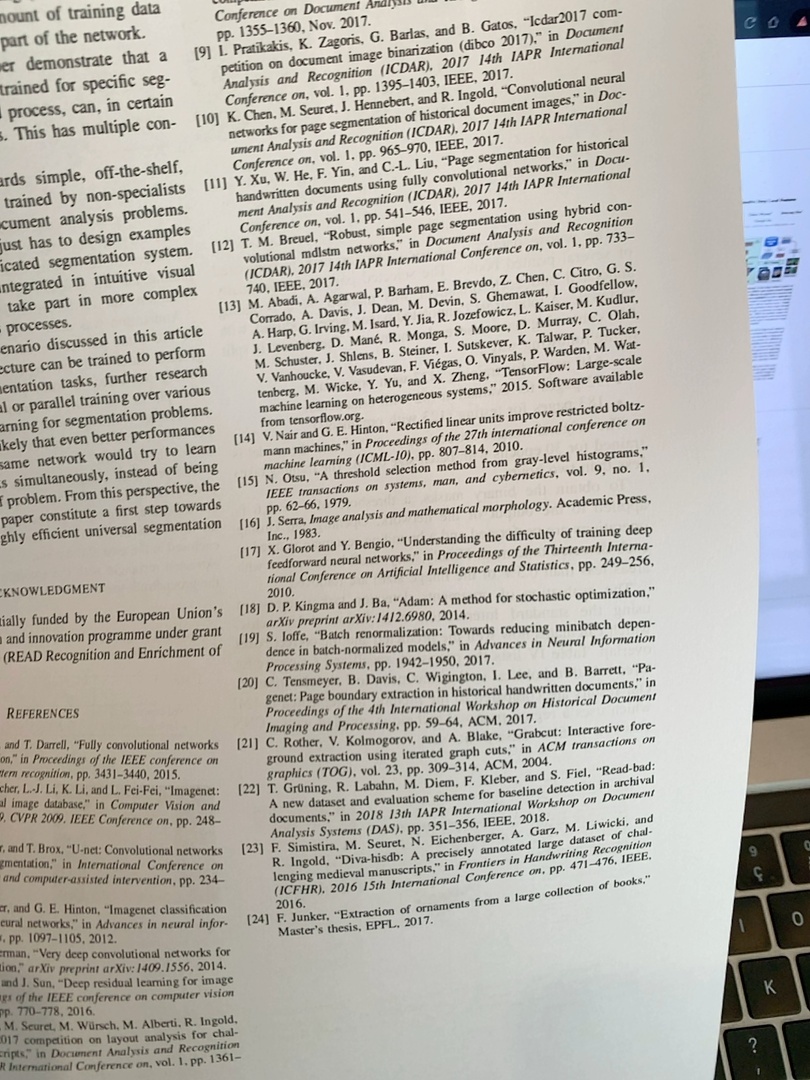 mount of training data
part of the network.
er demonstrate that a
trained for specific seg-
process, can, in certain
s. This has multiple con-
ards simple, off-the-shelf,
trained by non-specialists
cument analysis problems.
just has to design examples
icated segmentation system.
integrated in intuitive visual
take part in more complex
processes.
enario discussed in this article
ecture can be trained to perform
nentation tasks, further research
al or parallel training over various
arning for segmentation problems.
ikely that even better performances
same network would try to learn
s simultaneously, instead of being
f problem. From this perspective, the
paper constitute a first step towards
ghly efficient universal segmentation
CKNOWLEDGMENT
tially funded by the European Union's
and innovation programme under grant
(READ Recognition and Enrichment of
REFERENCES
and T. Darrell, "Fully convolutional networks
on," in Proceedings of the IEEE conference on
ttern recognition, pp. 3431–3440, 2015.
cher, L.-J. Li, K. Li, and L. Fei-Fei, "Imagenet:
al image database," in Computer Vision and
9. CVPR 2009. IEEE Conference on, pp. 248–
r, and T. Brox, "U-net: Convolutional networks
gmentation," in International Conference on
and computer-assisted intervention, pp. 234–
er, and G. E. Hinton, "Imagenet classification
eural networks," in Advances in neural infor-
s, pp. 1097–1105, 2012.
erman, "Very deep convolutional networks for
tion," arXiv preprint arXiv:1409.1556, 2014.
and J. Sun, "Deep residual learning for image
ngs of the IEEE conference on computer vision
pp. 770–778, 2016.
M. Seuret, M. Würsch, M. Alberti, R. Ingold,
017 competition on layout analysis for chal-
cripts," in Document Analysis and Recognition
R International Conference on, vol. 1, pp. 1361–
Conference on Document Analysis and
pp. 1355–1360, Nov. 2017.
[9] I. Pratikakis, K. Zagoris, G. Barlas, and B. Gatos, "Icdar2017 com-
petition on document image binarization (dibco 2017)," in Document
Analysis and Recognition (ICDAR), 2017 14th IAPR International
Conference on, vol. 1, pp. 1395–1403, IEEE, 2017.
[10] K. Chen, M. Seuret, J. Hennebert, and R. Ingold, "Convolutional neural
networks for page segmentation of historical document images," in Doc-
ument Analysis and Recognition (ICDAR), 2017 14th IAPR International
Conference on, vol. 1, pp. 965–970, IEEE, 2017.
[11] Y. Xu, W. He, F. Yin, and C.-L. Liu, "Page segmentation for historical
handwritten documents using fully convolutional networks," in Docu-
ment Analysis and Recognition (ICDAR), 2017 14th IAPR International
Conference on, vol. 1, pp. 541–546, IEEE, 2017.
[12] T. M. Breuel, "Robust, simple page segmentation using hybrid con-
volutional mdlstm networks," in Document Analysis and Recognition
(ICDAR), 2017 14th IAPR International Conference on, vol. 1, pp. 733–
740, IEEE, 2017.
[13] M. Abadi, A. Agarwal, P. Barham, E. Brevdo, Z. Chen, C. Citro, G. S.
Corrado, A. Davis, J. Dean, M. Devin, S. Ghemawat, I. Goodfellow,
A. Harp, G. Irving, M. Isard, Y. Jia, R. Jozefowicz, L. Kaiser, M. Kudlur,
J. Levenberg, D. Mané, R. Monga, S. Moore, D. Murray, C. Olah,
M. Schuster, J. Shlens, B. Steiner, I. Sutskever, K. Talwar, P. Tucker,
V. Vanhoucke, V. Vasudevan, F. Viégas, O. Vinyals, P. Warden, M. Wat-
tenberg, M. Wicke, Y. Yu, and X. Zheng, "TensorFlow: Large-scale
machine learning on heterogeneous systems," 2015. Software available
from tensorflow.org.
[14] V. Nair and G. E. Hinton, "Rectified linear units improve restricted boltz-
mann machines," in Proceedings of the 27th international conference on
machine learning (ICML-10), pp. 807–814, 2010.
[15] N. Otsu, "A threshold selection method from gray-level histograms,"
IEEE transactions on systems, man, and cybernetics, vol. 9, no. 1,
pp. 62–66, 1979.
[16] J. Serra, Image analysis and mathematical morphology. Academic Press,
Inc., 1983.
[17] X. Glorot and Y. Bengio, "Understanding the difficulty of training deep
feedforward neural networks," in Proceedings of the Thirteenth Interna-
tional Conference on Artificial Intelligence and Statistics, pp. 249–256,
2010.
[18] D. P. Kingma and J. Ba, "Adam: A method for stochastic optimization,"
arXiv preprint arXiv:1412.6980, 2014.
[19] S. Ioffe, "Batch renormalization: Towards reducing minibatch depen-
dence in batch-normalized models," in Advances in Neural Information
Processing Systems, pp. 1942–1950, 2017.
[20] C. Tensmeyer, B. Davis, C. Wigington, I. Lee, and B. Barrett, "Pa-
genet: Page boundary extraction in historical handwritten documents," in
Proceedings of the 4th International Workshop on Historical Document
Imaging and Processing, pp. 59–64, ACM, 2017.
[21] C. Rother, V. Kolmogorov, and A. Blake, "Grabcut: Interactive fore-
ground extraction using iterated graph cuts," in ACM transactions on
graphics (TOG), vol. 23, pp. 309–314, ACM, 2004.
[22] T. Grüning, R. Labahn, M. Diem, F. Kleber, and S. Fiel, "Read-bad:
A new dataset and evaluation scheme for baseline detection in archival
documents," in 2018 13th IAPR International Workshop on Document
Analysis Systems (DAS), pp. 351–356, IEEE, 2018.
[23] F. Simistira, M. Seuret, N. Eichenberger, A. Garz, M. Liwicki, and
R. Ingold, "Diva-hisdb: A precisely annotated large dataset of chal-
lenging medieval manuscripts," in Frontiers in Handwriting Recognition
(ICFHR), 2016 15th International Conference on, pp. 471–476, IEEE,
2016.
[24] F. Junker, "Extraction of ornaments from a large collection of books,"
Master's thesis, EPFL, 2017.
9
ç
I
O
K
?
,